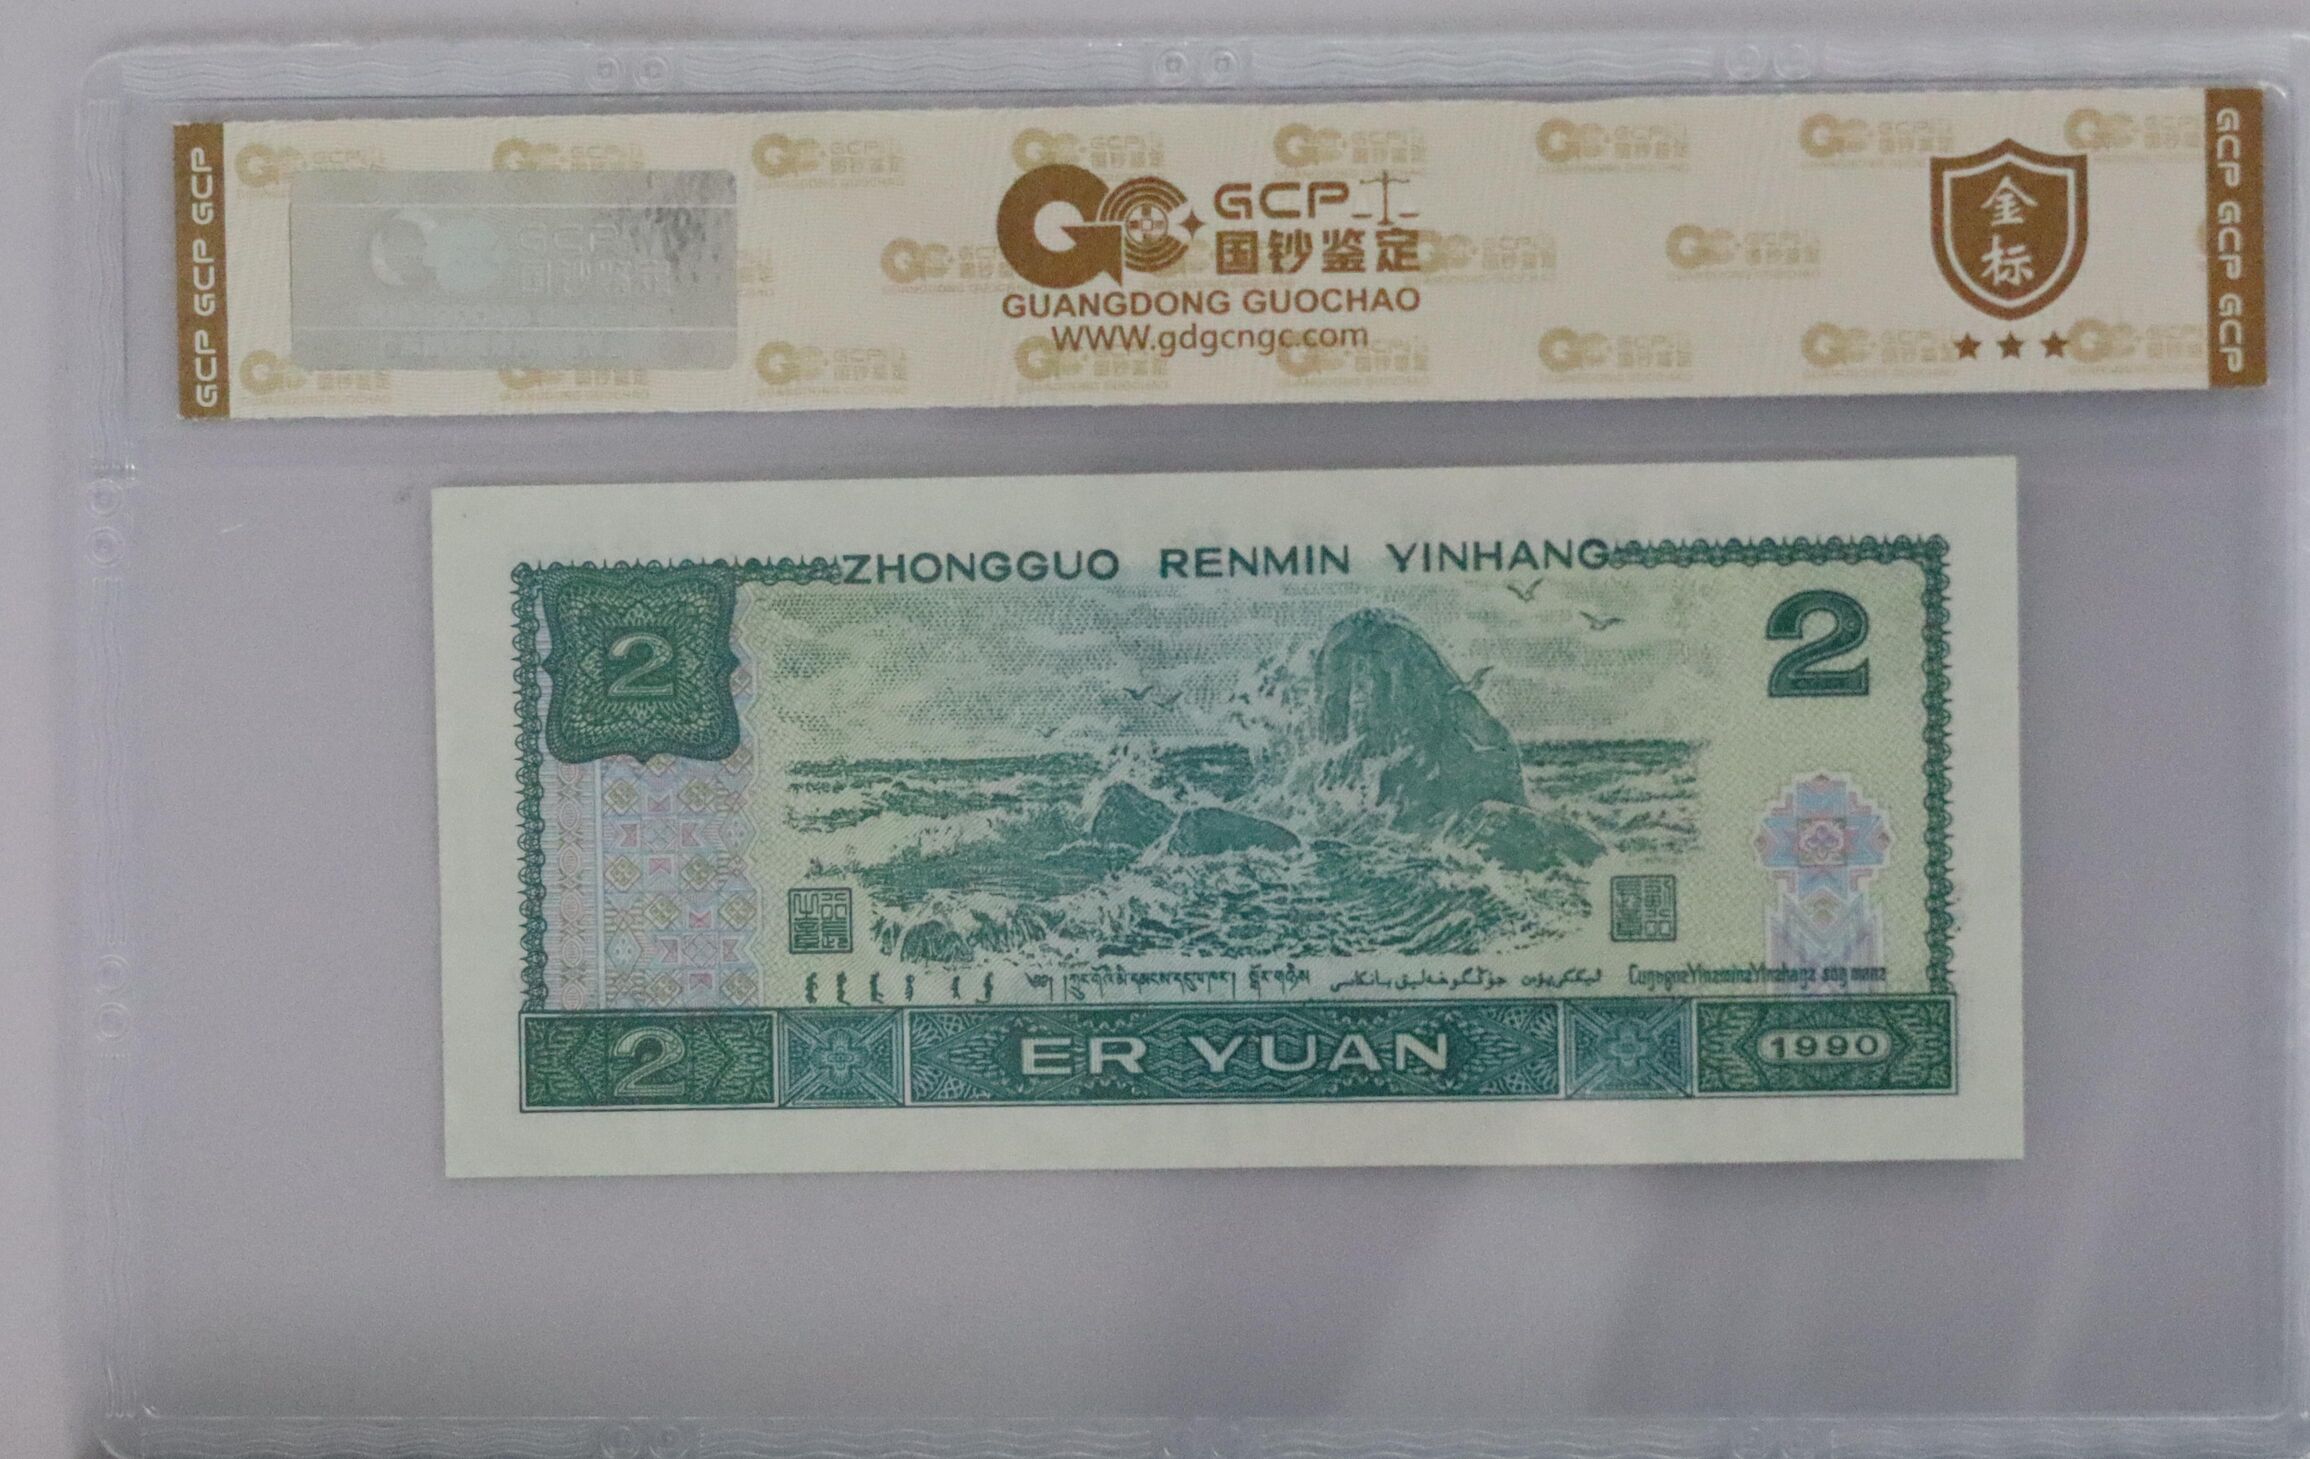 GCP GCP GCP
GCP
国钞鉴定
GUANGDONG GUOCHAO
WWW.gdgcngc.com
金标
GCP GCP GCP
ZHONGGUO RENMIN YINHANG
2
2
2
ER YUAN
1990